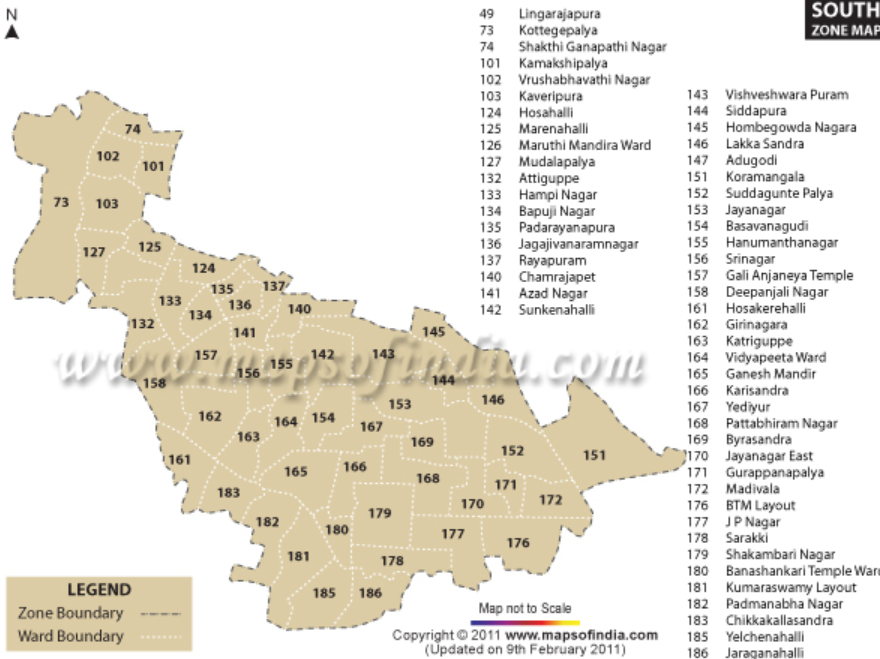 N
SOUTH
ZONE MAP
49 Lingarajapura
73 Kottegepalya
74 Shakthi Ganapathi Nagar
101 Kamakshipalya
102 Vrushabhavathi Nagar
103 Kaveripura
124 Hosahalli
125 Marenahalli
126 Maruthi Mandira Ward
127 Mudalapalya
132 Attiguppe
133 Hampi Nagar
134 Bapuji Nagar
135 Padarayanapura
136 Jagajivanaramnagar
137 Rayapuram
140 Chamrajapet
141 Azad Nagar
142 Sunkenahalli
143 Vishveshwara Puram
144 Siddapura
145 Hombegowda Nagara
146 Lakka Sandra
147 Adugodi
151 Koramangala
152 Suddagunte Palya
153 Jayanagar
154 Basavanagudi
155 Hanumanthanagar
156 Srinagar
157 Gali Anjaneya Temple
158 Deepanjali Nagar
161 Hosakerehalli
162 Girinagara
163 Katriguppe
164 Vidyapeeta Ward
165 Ganesh Mandir
166 Karisandra
167 Yediyur
168 Pattabhiram Nagar
169 Byrasandra
170 Jayanagar East
171 Gurappanapalya
172 Madivala
176 BTM Layout
177 J P Nagar
178 Sarakki
179 Shakambari Nagar
180 Banashankari Temple Ward
181 Kumaraswamy Layout
182 Padmanabha Nagar
183 Chikkakallasandra
185 Yelchenahalli
186 Jaraganahalli
74
102
101
73
103
127
125
124
137
135
133
136
134
140
132
141
145
157
142
143
155
156
158
144
153
146
162
164
154
167
163
169
152
151
161
165
166
168
171
183
172
170
179
182
180
177
176
181
178
185
186
www.mapsofindia.com
LEGEND
Zone Boundary
Ward Boundary
Map not to Scale
Copyright © 2011 www.mapsofindia.com
(Updated on 9th February 2011)